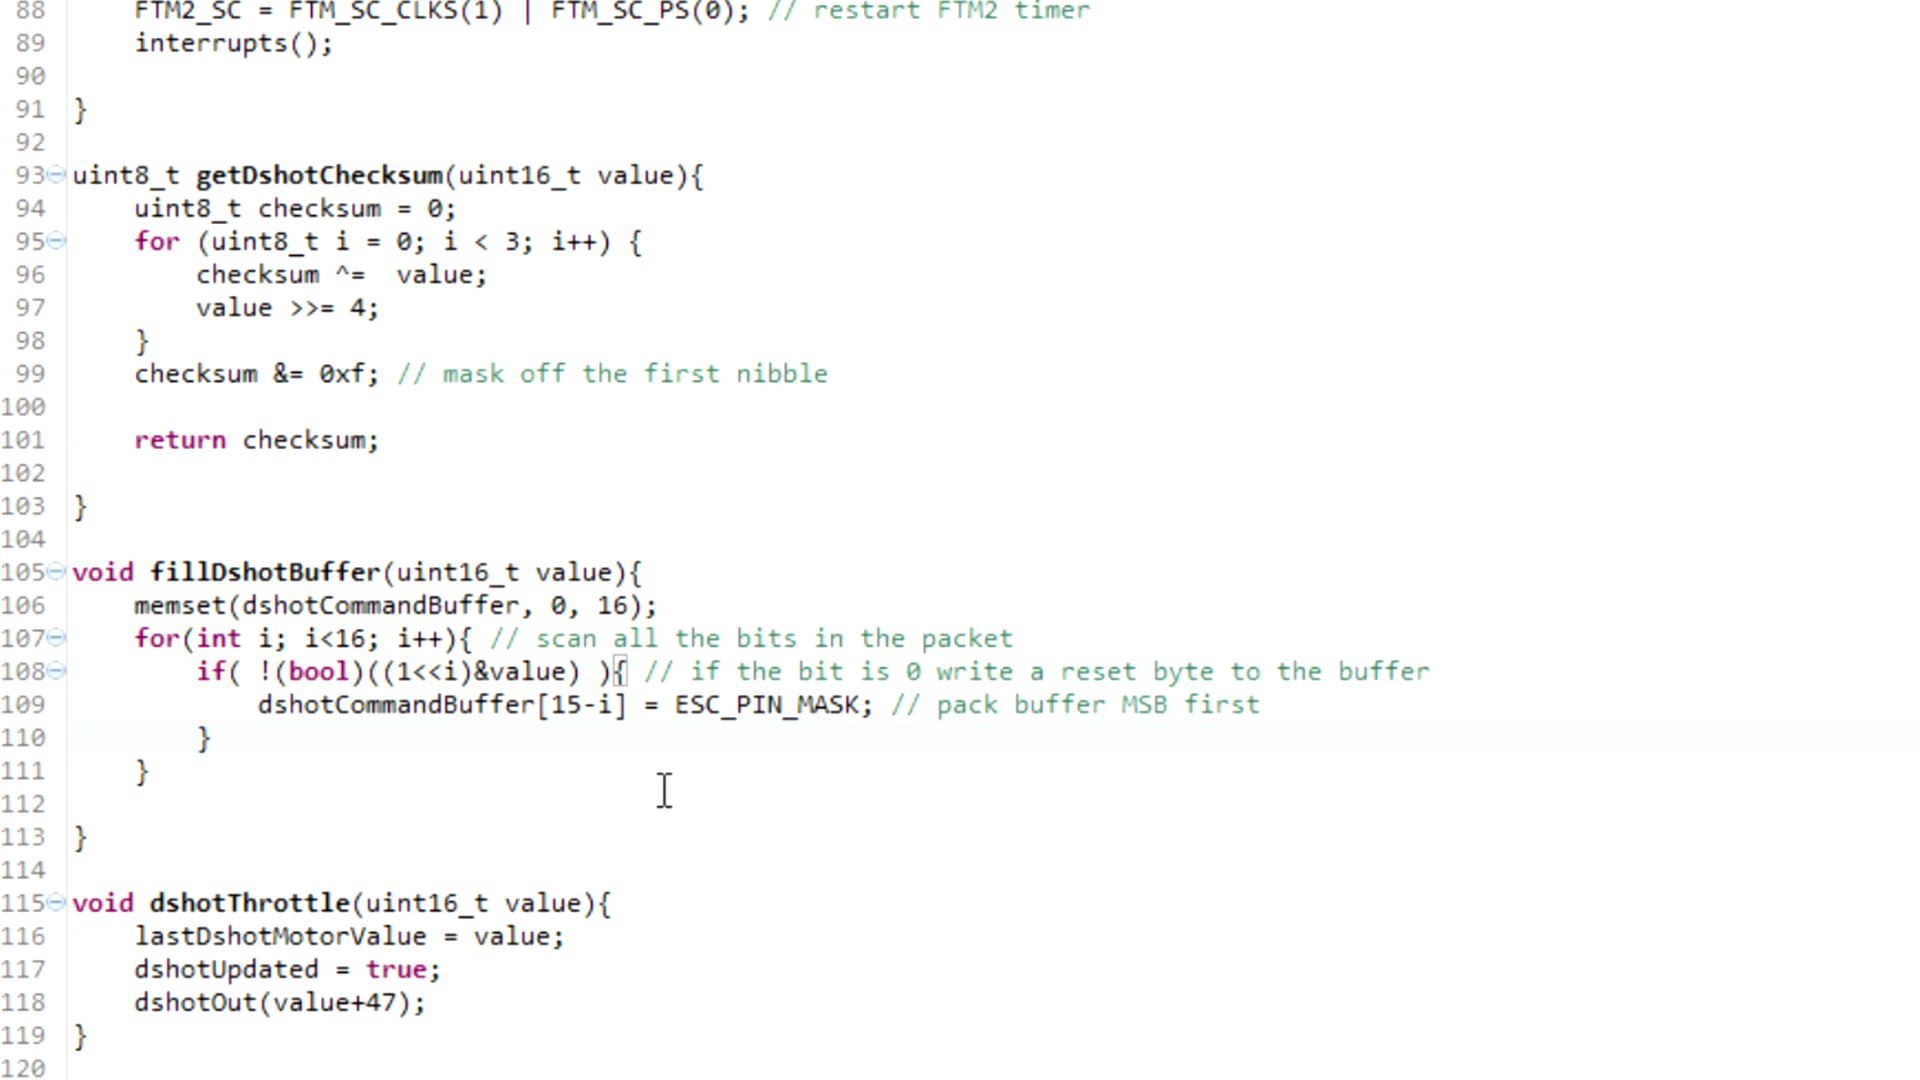 88     FTM2_SC = FTM_SC_CLKS(1) | FTM_SC_PS(0); // restart FTM2 timer
89     interrupts();
90
91 }
92
93 uint8_t getDshotChecksum(uint16_t value){
94     uint8_t checksum = 0;
95     for (uint8_t i = 0; i < 3; i++) {
96         checksum ^=  value;
97         value >>= 4;
98     }
99     checksum &= 0xf; // mask off the first nibble
100
101     return checksum;
102
103 }
104
105 void fillDshotBuffer(uint16_t value){
106     memset(dshotCommandBuffer, 0, 16);
107     for(int i; i<16; i++){ // scan all the bits in the packet
108         if( !(bool)((1<<i)&value) ){ // if the bit is 0 write a reset byte to the buffer
109             dshotCommandBuffer[15-i] = ESC_PIN_MASK; // pack buffer MSB first
110         }
111     }
112
113 }
114
115 void dshotThrottle(uint16_t value){
116     lastDshotMotorValue = value;
117     dshotUpdated = true;
118     dshotOut(value+47);
119 }
120